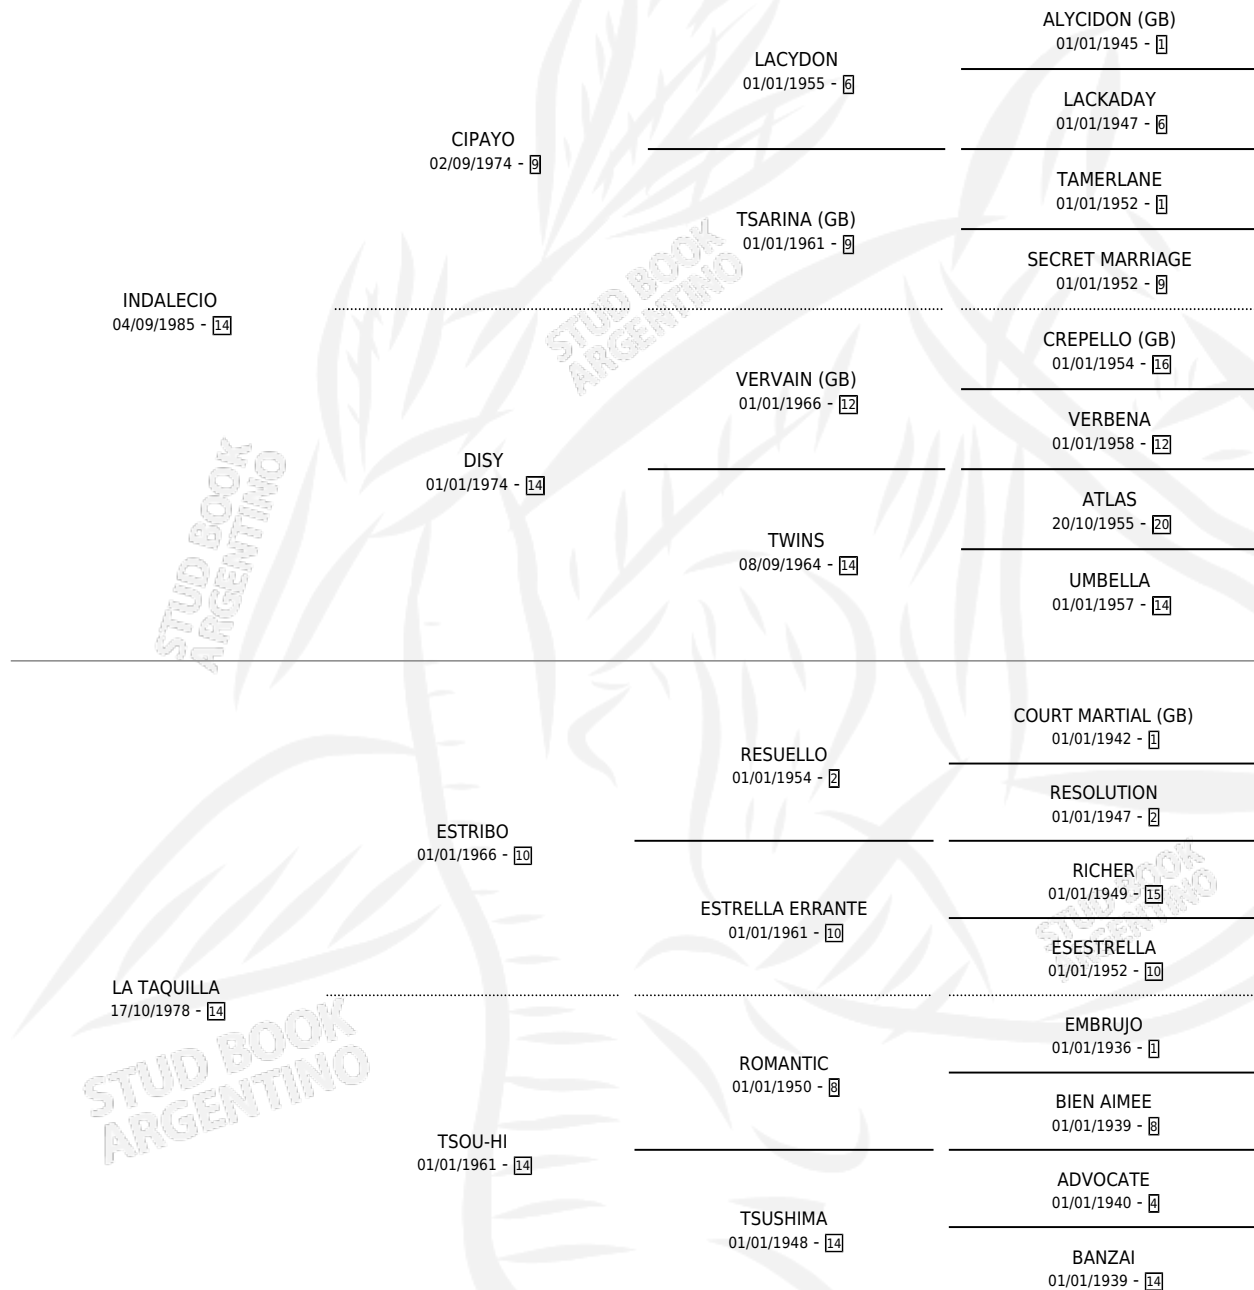 ALYCIDON (GB)
01/01/1945 - 1
LACYDON
01/01/1955 - 6
LACKADAY
01/01/1947 - 6
CIPAYO
02/09/1974 - 9
TAMERLANE
01/01/1952 - 1
TSARINA (GB)
01/01/1961 - 9
SECRET MARRIAGE
01/01/1952 - 9
INDALECIO
04/09/1985 - 14
STUD BOOK
ARGENTINO
CREPELLO (GB)
01/01/1954 - 16
VERVAIN (GB)
01/01/1966 - 12
VERBENA
01/01/1958 - 12
DISY
01/01/1974 - 14
ATLAS
20/10/1955 - 20
TWINS
08/09/1964 - 14
UMBELLA
01/01/1957 - 14
STUD BOOK
ARGENTINO
COURT MARTIAL (GB)
01/01/1942 - 1
RESUELLO
01/01/1954 - 2
RESOLUTION
01/01/1947 - 2
ESTRIBO
01/01/1966 - 10
RICHER
01/01/1949 - 15
ESTRELLA ERRANTE
01/01/1961 - 10
ESESTRELLA
01/01/1952 - 10
STUD BOOK
ARGENTINO
LA TAQUILLA
17/10/1978 - 14
STUD BOOK
ARGENTINO
EMBRUJO
01/01/1936 - 1
ROMANTIC
01/01/1950 - 8
BIEN AIMEE
01/01/1939 - 8
TSOU-HI
01/01/1961 - 14
ADVOCATE
01/01/1940 - 4
TSUSHIMA
01/01/1948 - 14
BANZAI
01/01/1939 - 14